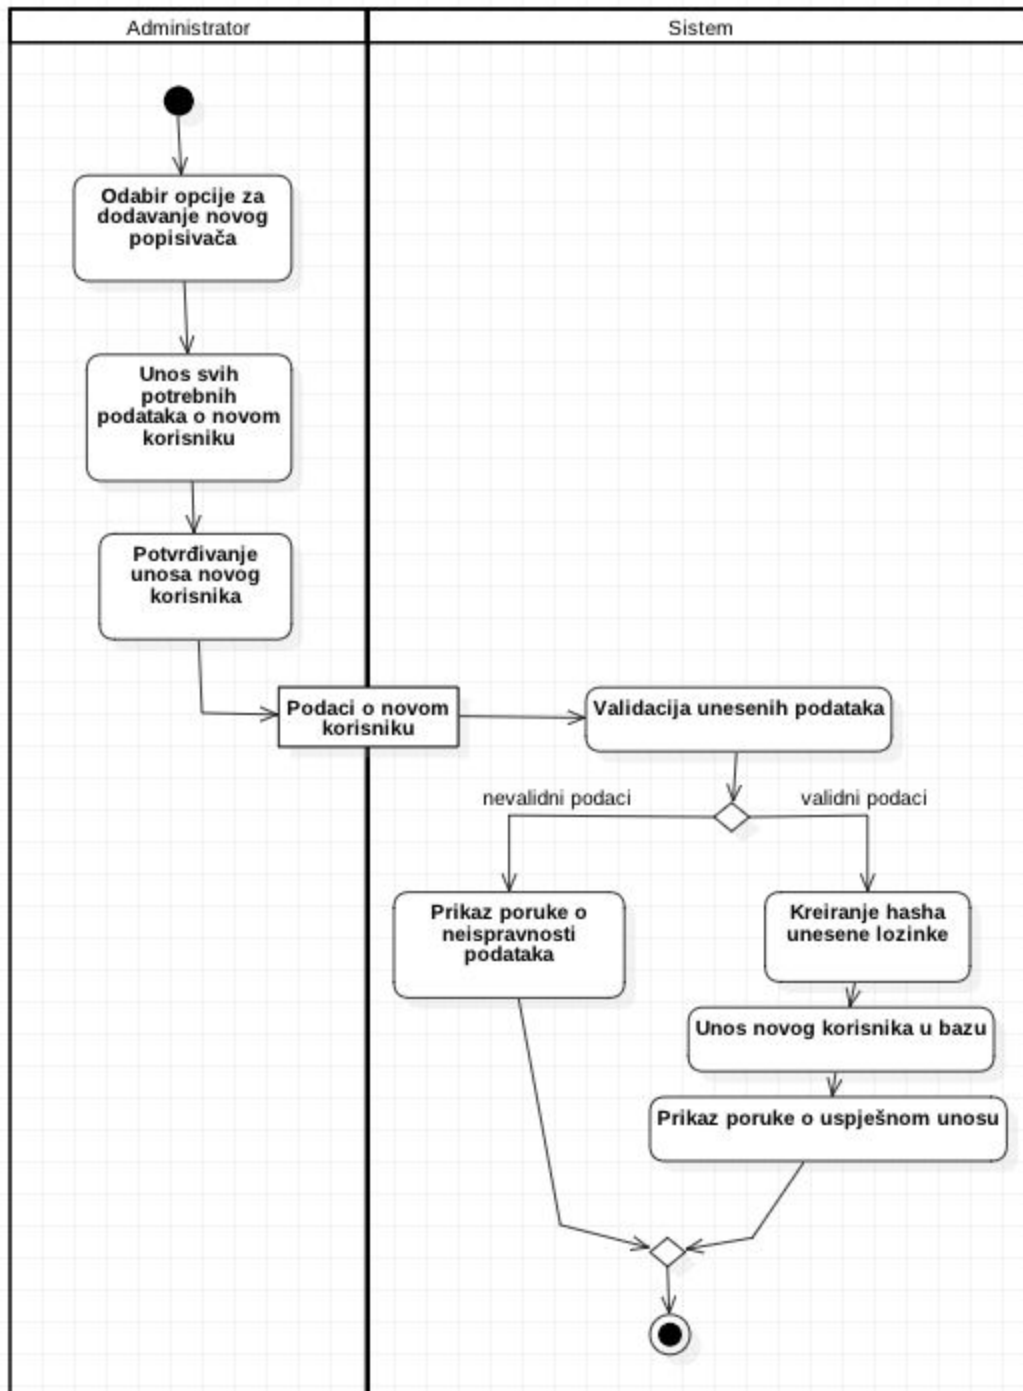 Administrator
Sistem
Odabir opcije za
dodavanje novog
popisivača
Unos svih
potrebnih
podataka o novom
korisniku
Potvrđivanje
unosa novog
korisnika
Podaci o novom
korisniku
Validacija unesenih podataka
nevalidni podaci
validni podaci
Prikaz poruke o
neispravnosti
podataka
Kreiranje hasha
unesene lozinke
Unos novog korisnika u bazu
Prikaz poruke o uspješnom unosu